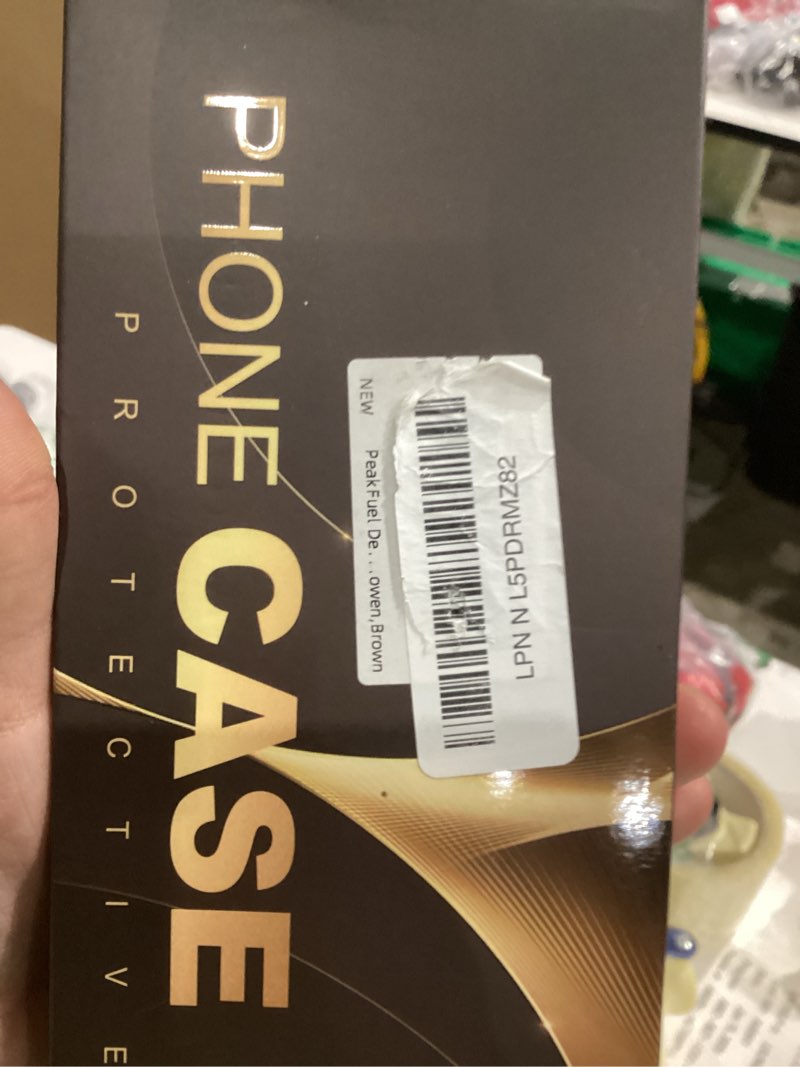 PHONE CASE
PROTECTIVE
NEW
PeakFuel De...owen, Brown
LPN N L5PDRMZ82